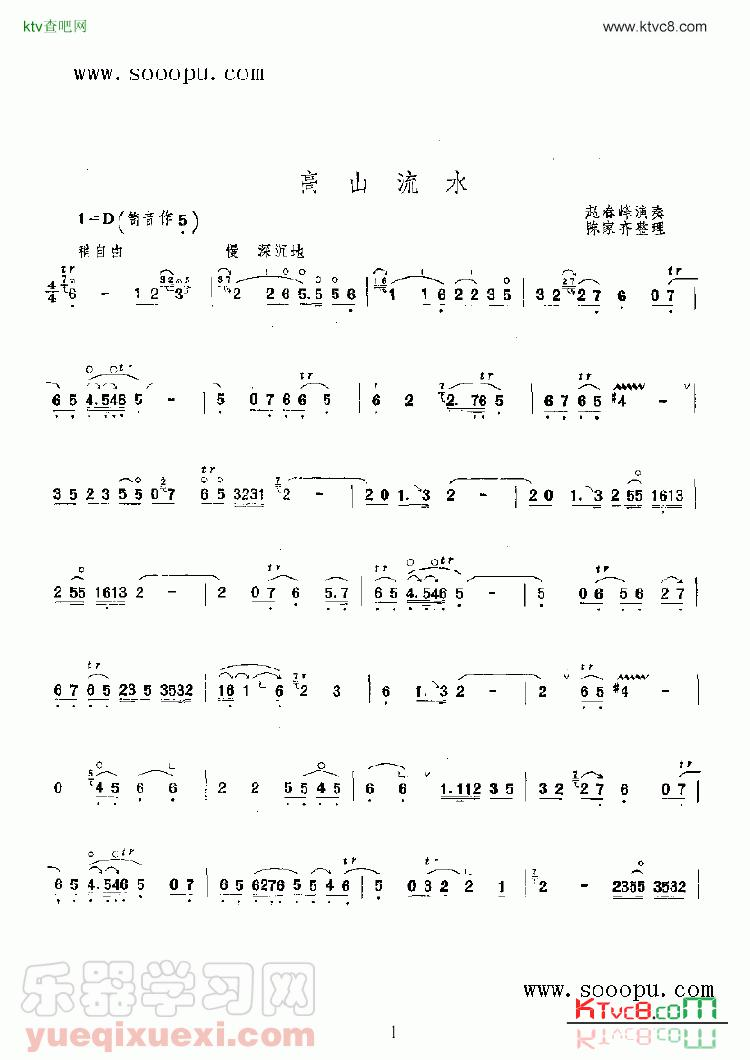 ktv查吧网
www.ktvc8.com
www.sooopu.com
高山流水
1=D(筒音作5)
赵春峰演奏
陈家齐整理
稍自由 慢 深沉地
4/4 6 - 1 2 3 | 2 2 6 5.5 5 6 | 1 1 6 2 2 3 5 | 3 2 2 7 6 0 7 |
6 5 4.546 5 - | 5 0 7 6 6 5 | 6 2 2. 76 5 | 6 7 6 5 #4 - |
3 5 2 3 5 5 0 7 6 5 3231 | 2 - | 2 0 1. 3 2 - | 2 0 1. 3 2 55 1613 |
2 55 1613 2 - | 2 0 7 6 5.7 | 6 5 4.546 5 - | 5 0 6 5 6 2 7 |
6 7 6 5 23 5 3532 | 16 1 6 2 3 | 6 1. 3 2 - | 2 6 5 #4 - |
0 4 5 6 6 | 2 2 5 5 4 5 | 6 6 1.112 3 5 | 3 2 2 7 6 0 7 |
6 5 4.546 5 0 7 | 6 5 6276 5 5 4 6 | 5 0 3 2 2 1 | 2 - 2355 3532 |
www.sooopu.com
乐器学习网
yueqixuexi.com
KTvc8.com
1